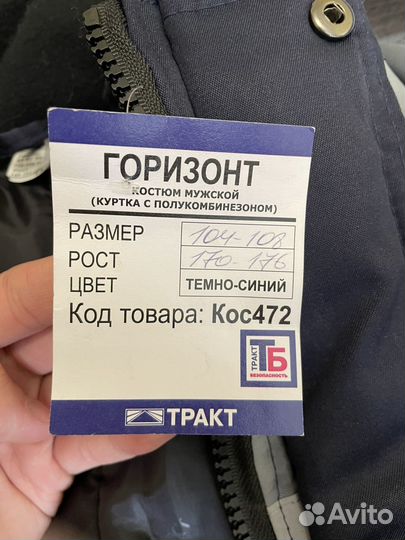 ГОРИЗОНТ
КОСТЮМ МУЖСКОЙ
(КУРТКА С ПОЛУКОМБИНЕЗОНОМ)
РАЗМЕР 104-108
РОСТ 170-176
ЦВЕТ ТЕМНО-СИНИЙ
Код товара: Кос472
ТРАКТ ТБ
БЕЗОПАСНОСТЬ
ТРАКТ
Avito